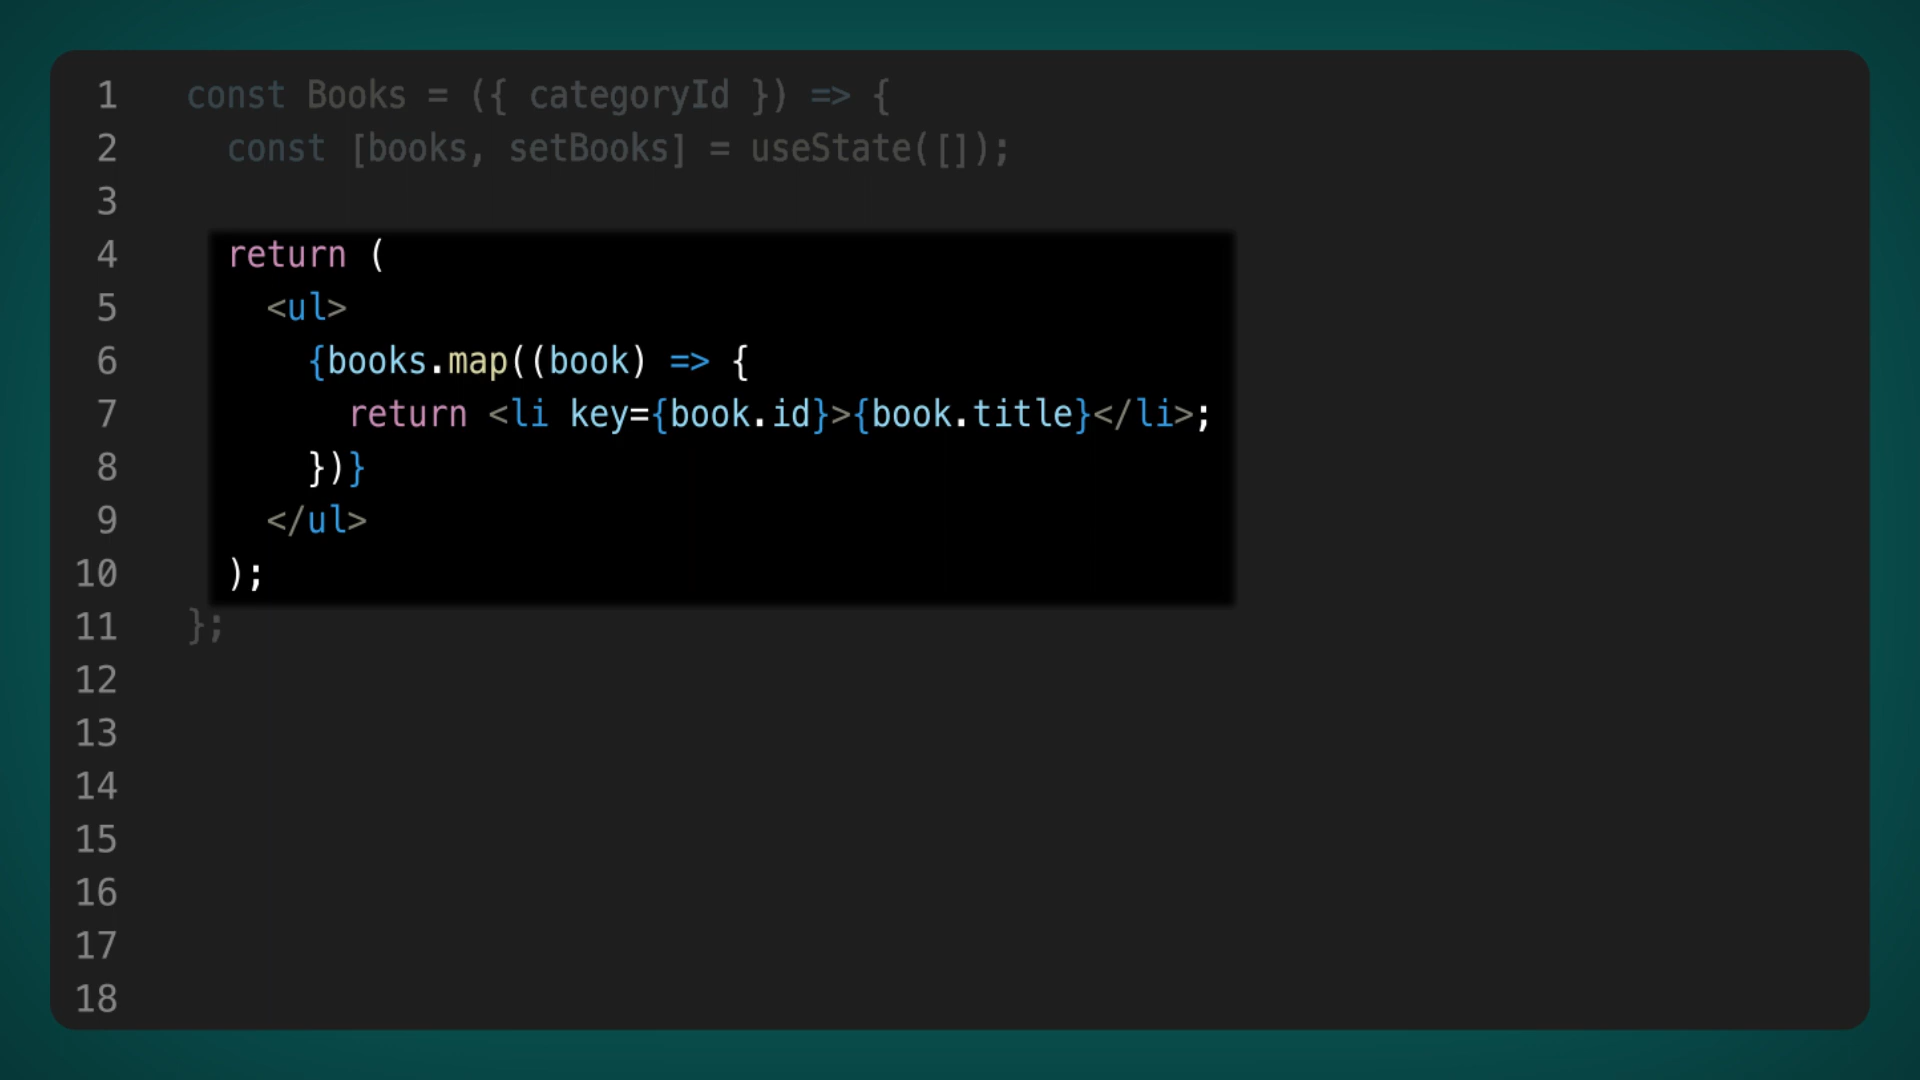 1 const Books = ({ categoryId }) => {
2 const [books, setBooks] = useState([]);
3
4 return (
5 <ul>
6 {books.map((book) => {
7 return <li key={book.id}>{book.title}</li>;
8 })}
9 </ul>
10 );
11 };
12
13
14
15
16
17
18